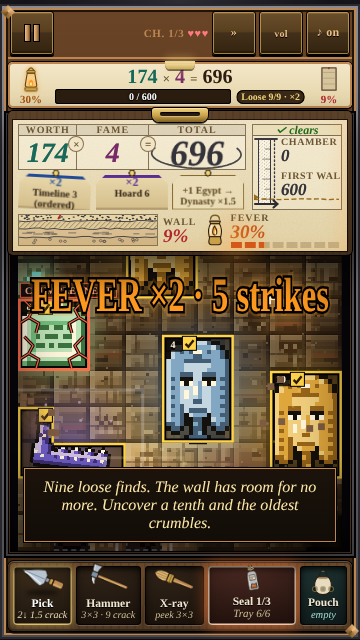 CH. 1/3 ♥♥♥
»
vol
♪ on
174 × 4 = 696
30%
0 / 600
Loose 9/9 · ×2
9%
WORTH
FAME
TOTAL
174 × 4 = 696
×2
Timeline 3
(ordered)
×2
Hoard 6
+1 Egypt →
Dynasty ×1.5
✓ clears
CHAMBER
0
FIRST WALL
600
WALL
9%
FEVER
30%
FEVER ×2 · 5 strikes
4
Nine loose finds. The wall has room for no
more. Uncover a tenth and the oldest
crumbles.
Pick
2↓ 1.5 crack
Hammer
3×3 · 9 crack
X-ray
peek 3×3
Seal 1/3
Tray 6/6
Pouch
empty